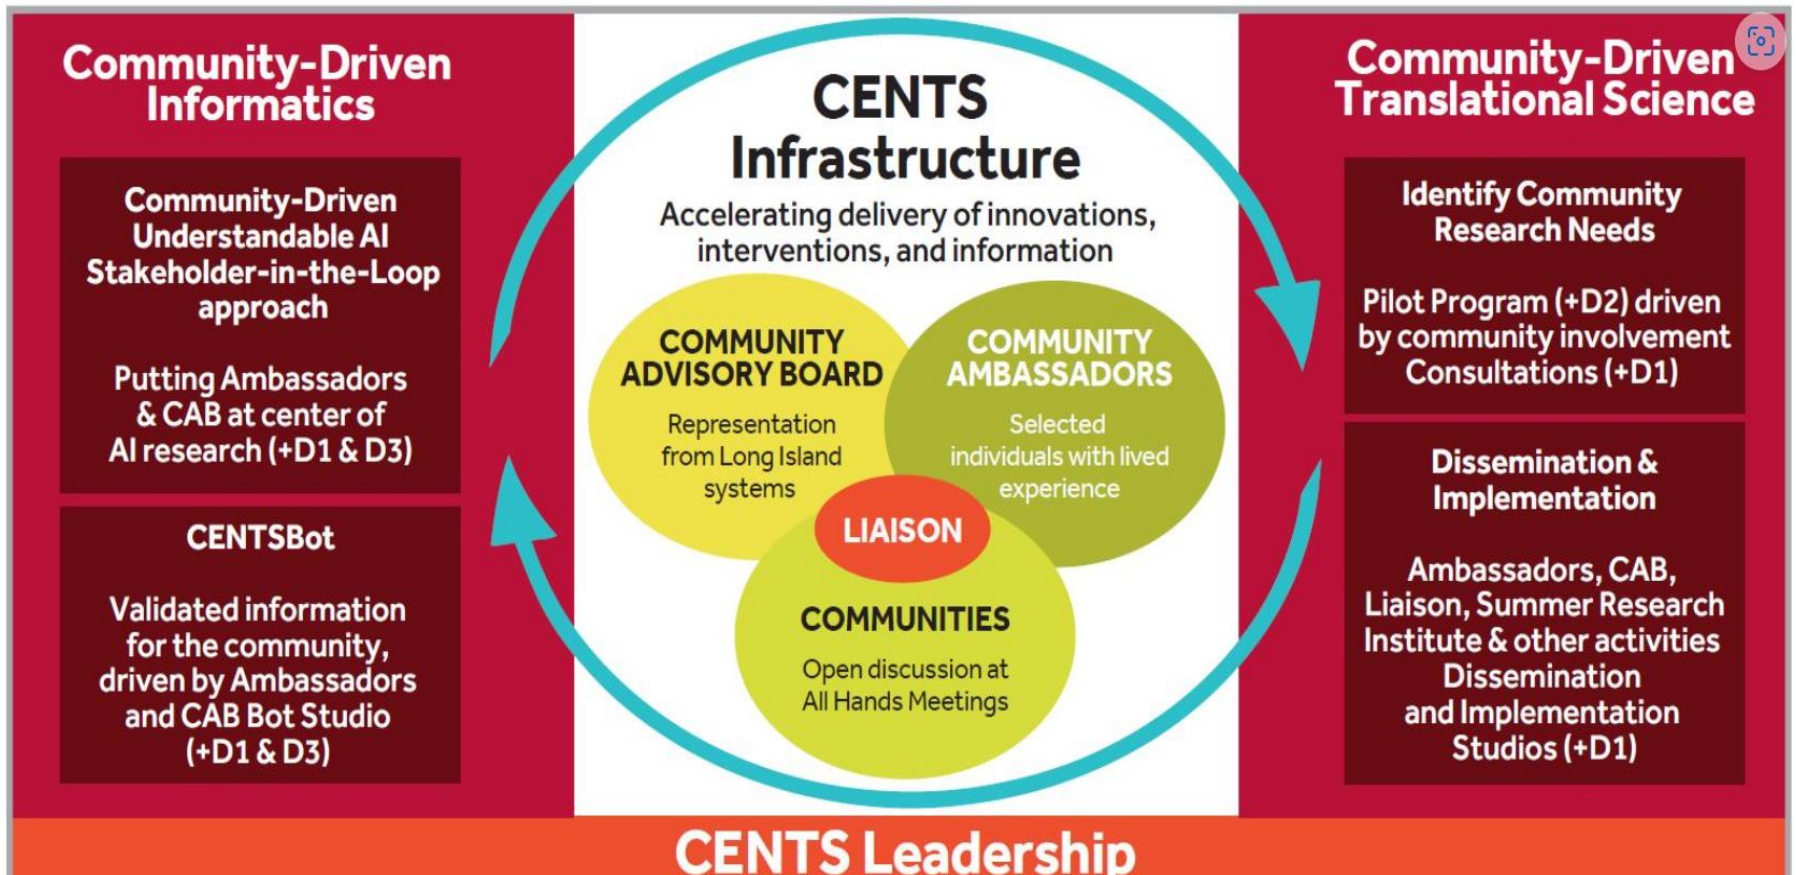 Community-Driven
Informatics
Community-Driven
Understandable AI
Stakeholder-in-the-Loop
approach
Putting Ambassadors
& CAB at center of
AI research (+D1 & D3)
CENTSBot
Validated information
for the community,
driven by Ambassadors
and CAB Bot Studio
(+D1 & D3)
CENTS
Infrastructure
Accelerating delivery of innovations,
interventions, and information
COMMUNITY
ADVISORY BOARD
Representation
from Long Island
systems
COMMUNITY
AMBASSADORS
Selected
individuals with lived
experience
LIAISON
COMMUNITIES
Open discussion at
All Hands Meetings
Community-Driven
Translational Science
Identify Community
Research Needs
Pilot Program (+D2) driven
by community involvement
Consultations (+D1)
Dissemination &
Implementation
Ambassadors, CAB,
Liaison, Summer Research
Institute & other activities
Dissemination
and Implementation
Studios (+D1)
CENTS Leadership